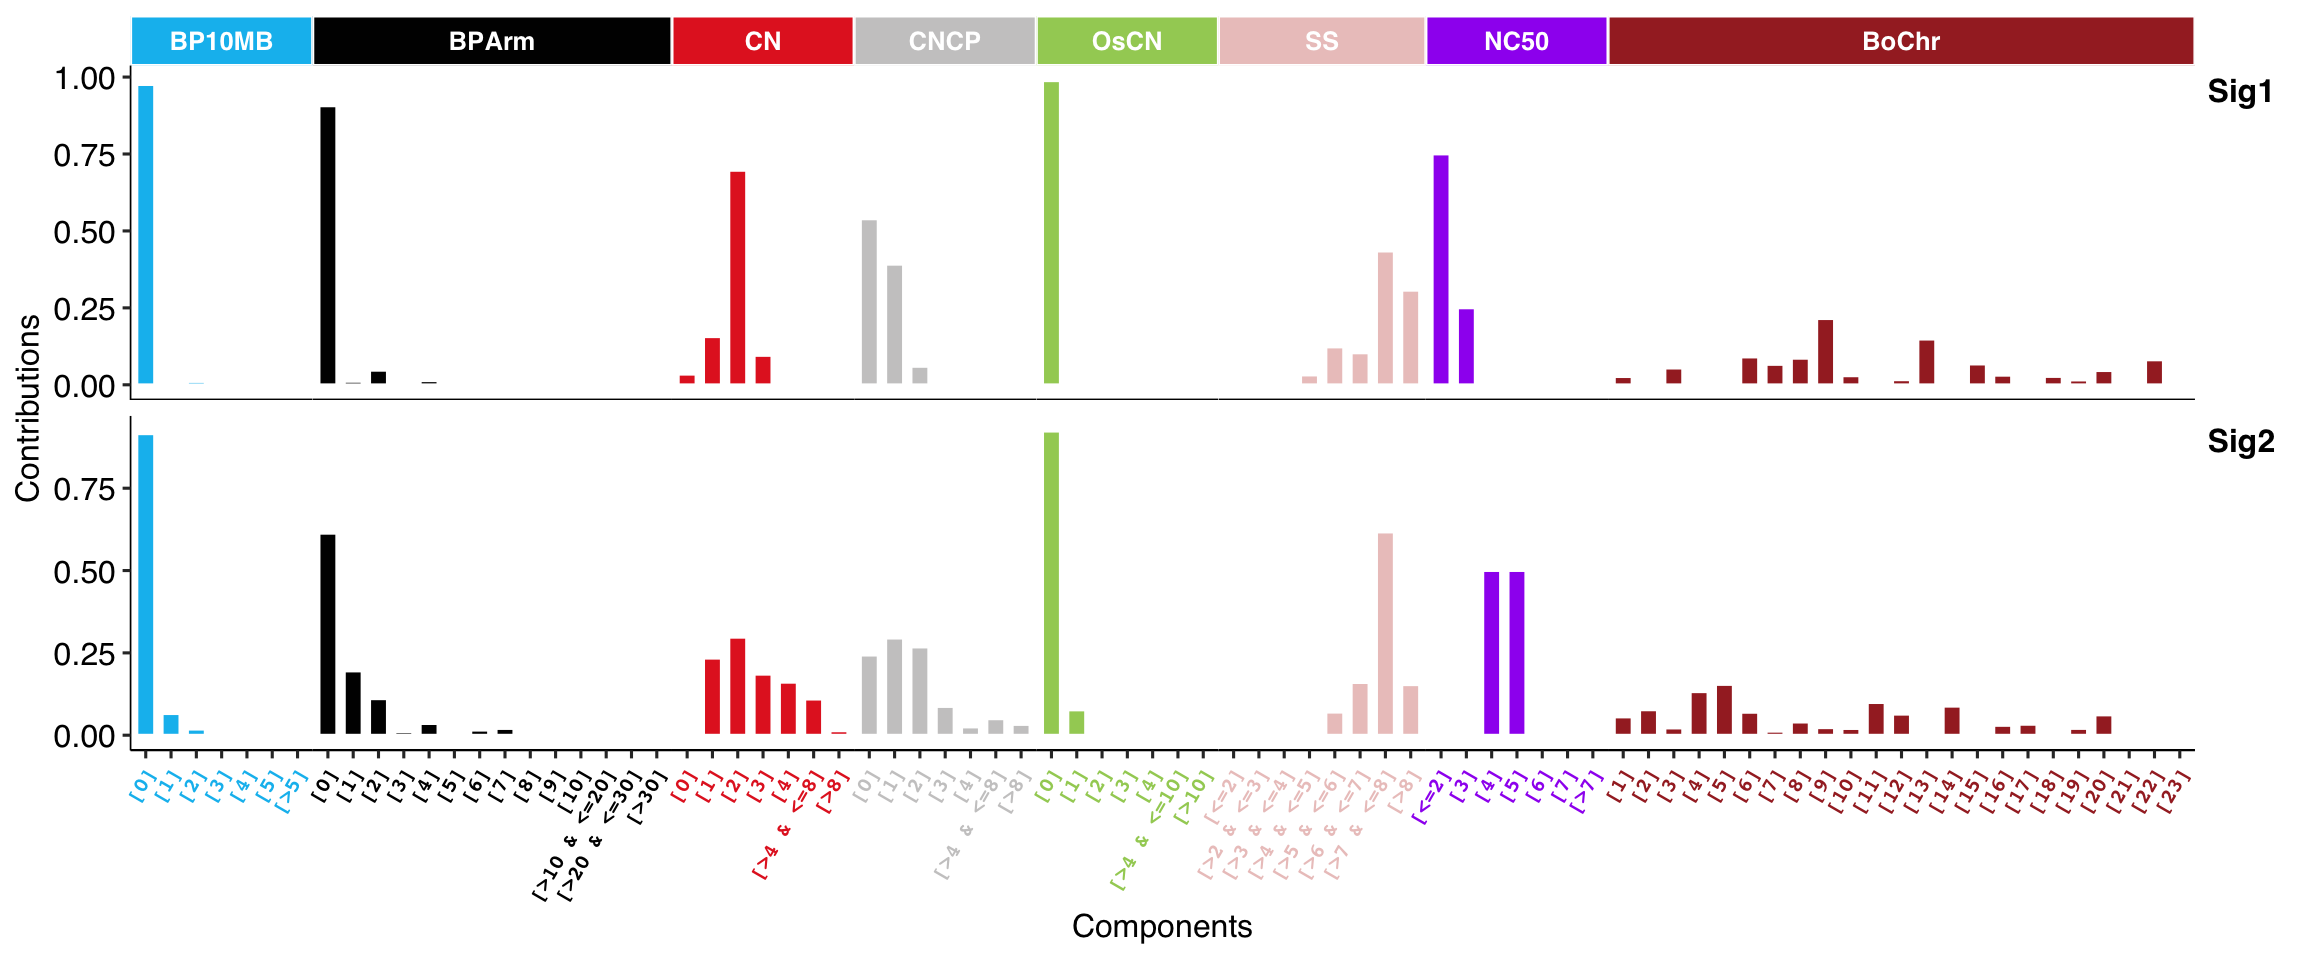 BP10MB BPArm CN CNCP OsCN SS NC50 BoChr
Sig1
1.00
0.75
0.50
0.25
0.00
Contributions
Sig2
0.75
0.50
0.25
0.00
[0] [1] [2] [3] [4] [5] [>5]
[0] [1] [2] [3] [4] [5] [6] [7] [8] [9] [10] [>10 & <=20] [>20 & <=30] [>30]
[0] [1] [2] [3] [4] [>4 & <=8] [>8]
[0] [1] [2] [3] [4] [>4 & <=8] [>8]
[0] [1] [2] [3] [4] [>4 & <=10] [>10]
[<=2] [>2 & <=3] [>3 & <=4] [>4 & <=5] [>5 & <=6] [>6 & <=7] [>7 & <=8] [>8]
[<=2] [3] [4] [5] [6] [7] [>7]
[1] [2] [3] [4] [5] [6] [7] [8] [9] [10] [11] [12] [13] [14] [15] [16] [17] [18] [19] [20] [21] [22] [23]
Components